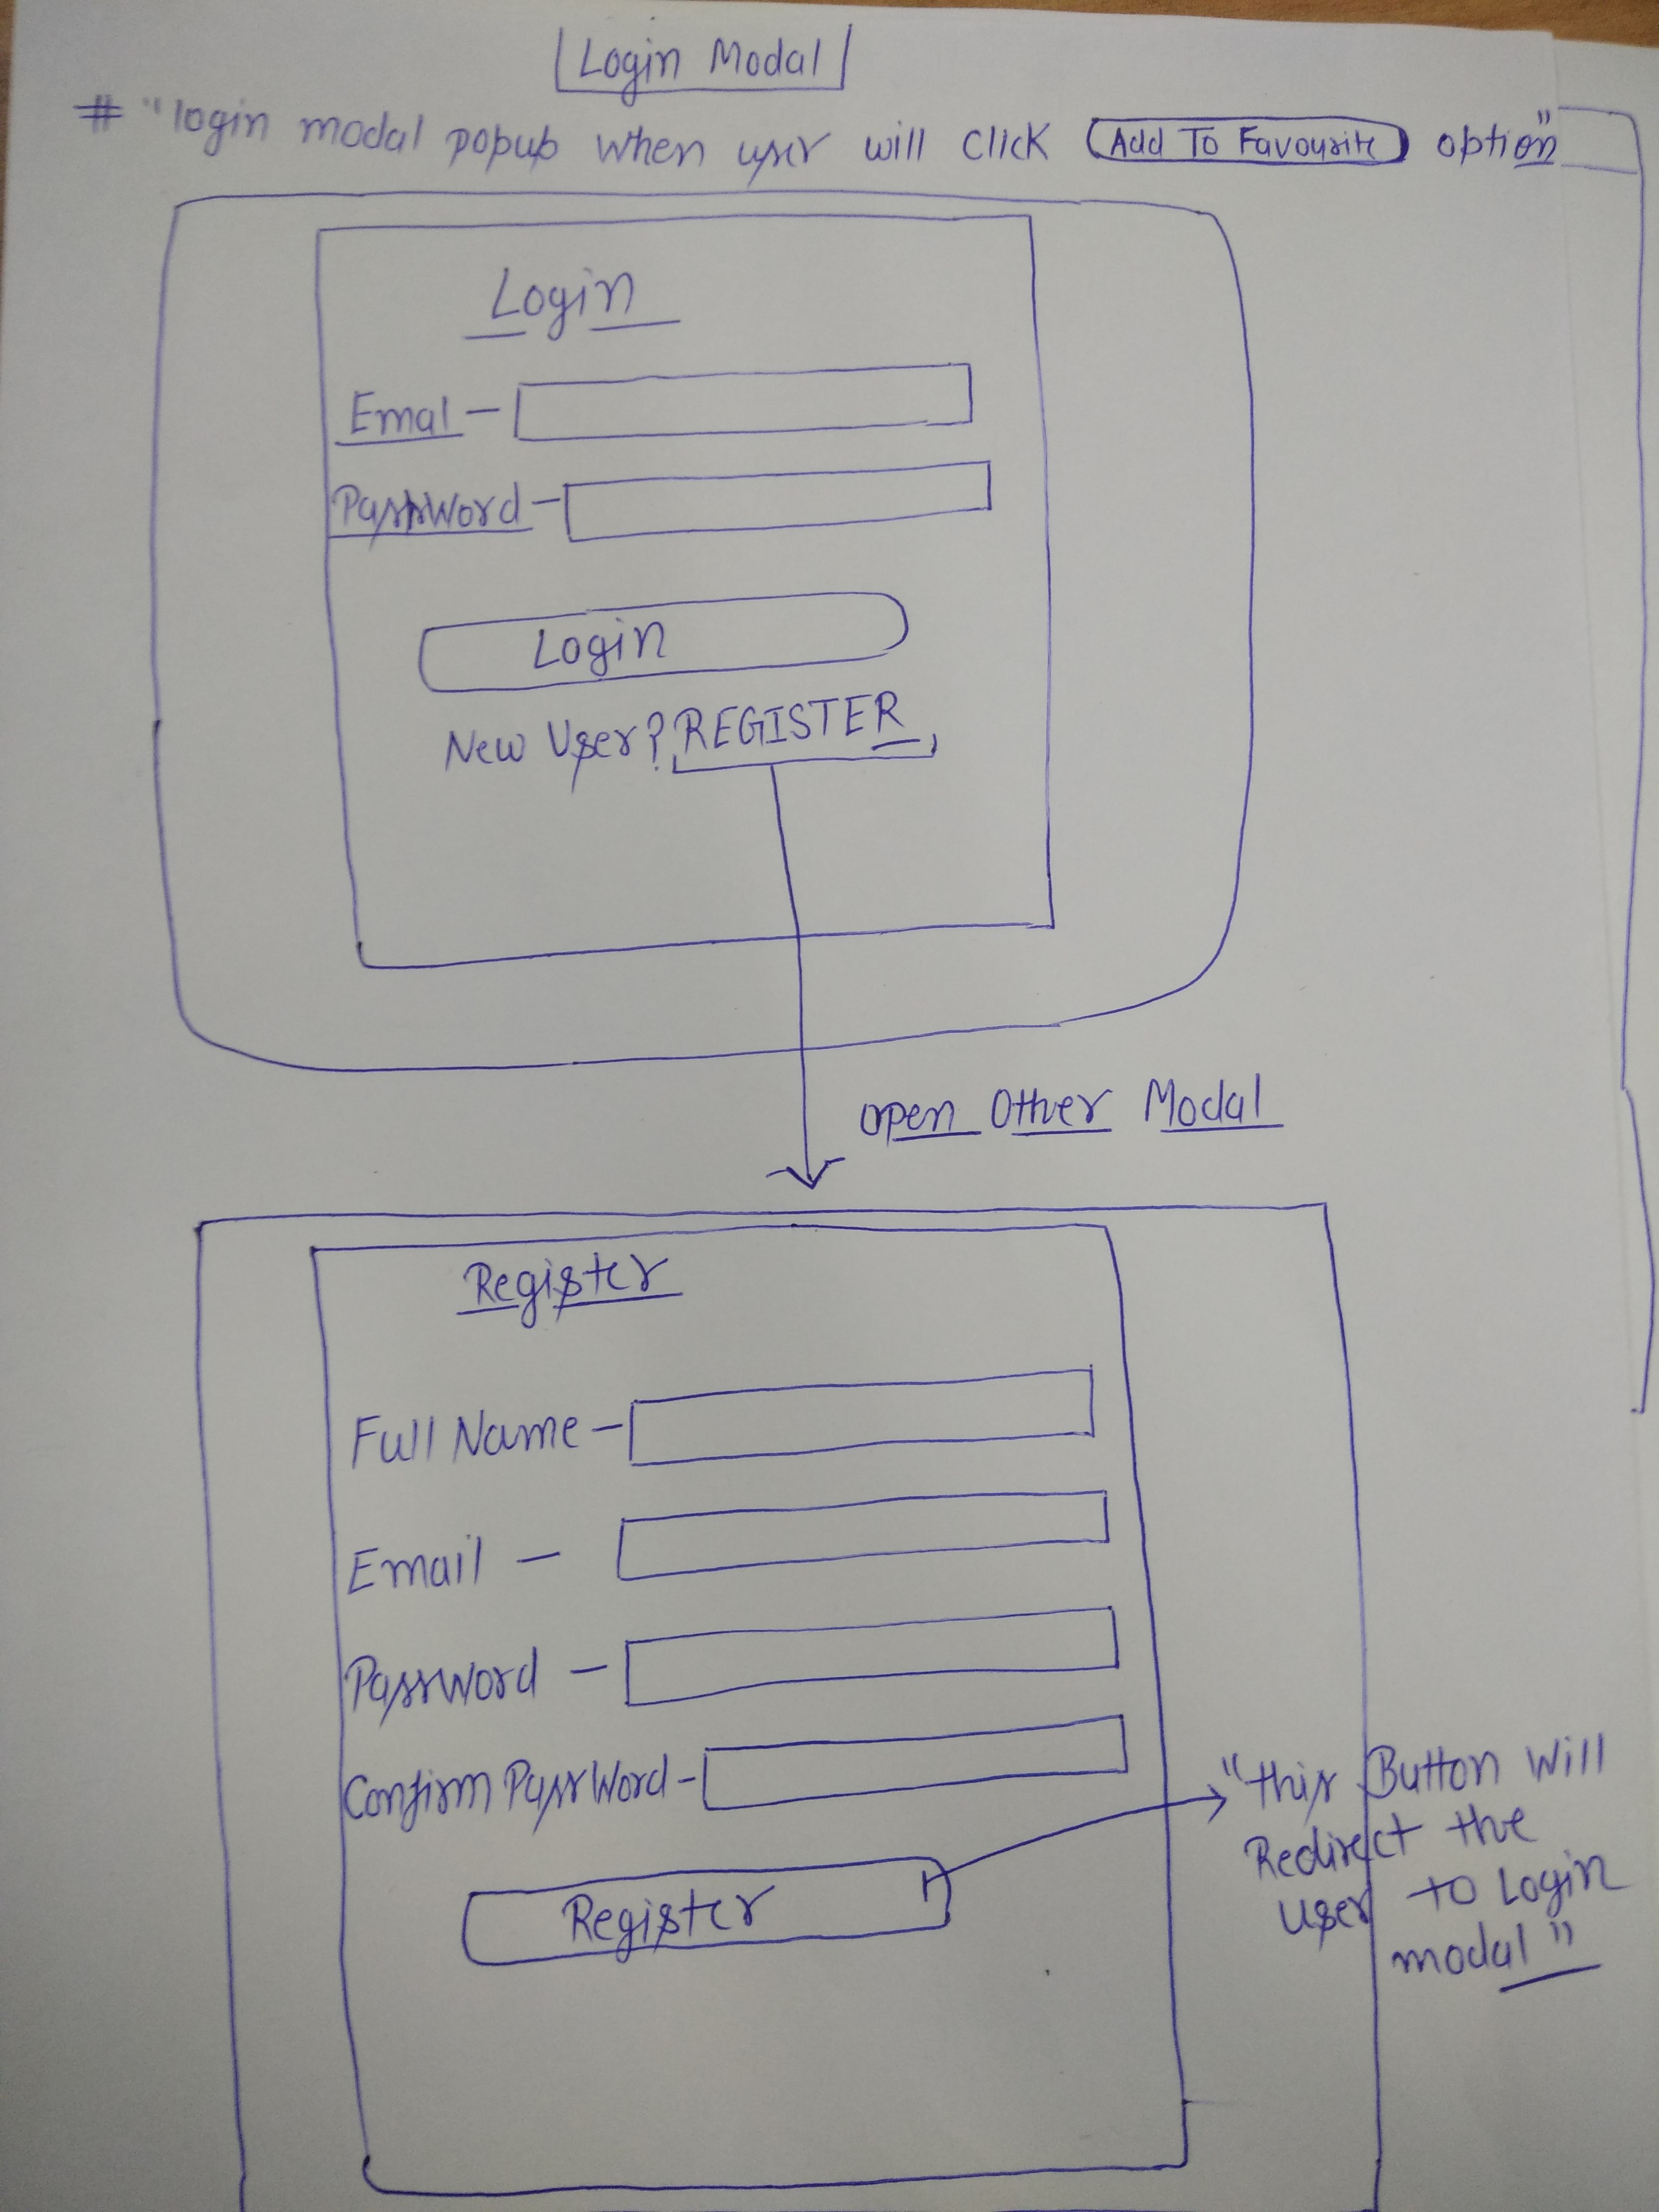 Login Modal
# "login modal popup when user will click Add To Favourite option"
Login
Emal -
Password -
Login
New User? REGISTER
open Other Modal
Register
Full Name -
Email -
Password -
Confirm Password -
Register
"this Button Will
Redirect the
user to Login
modal"